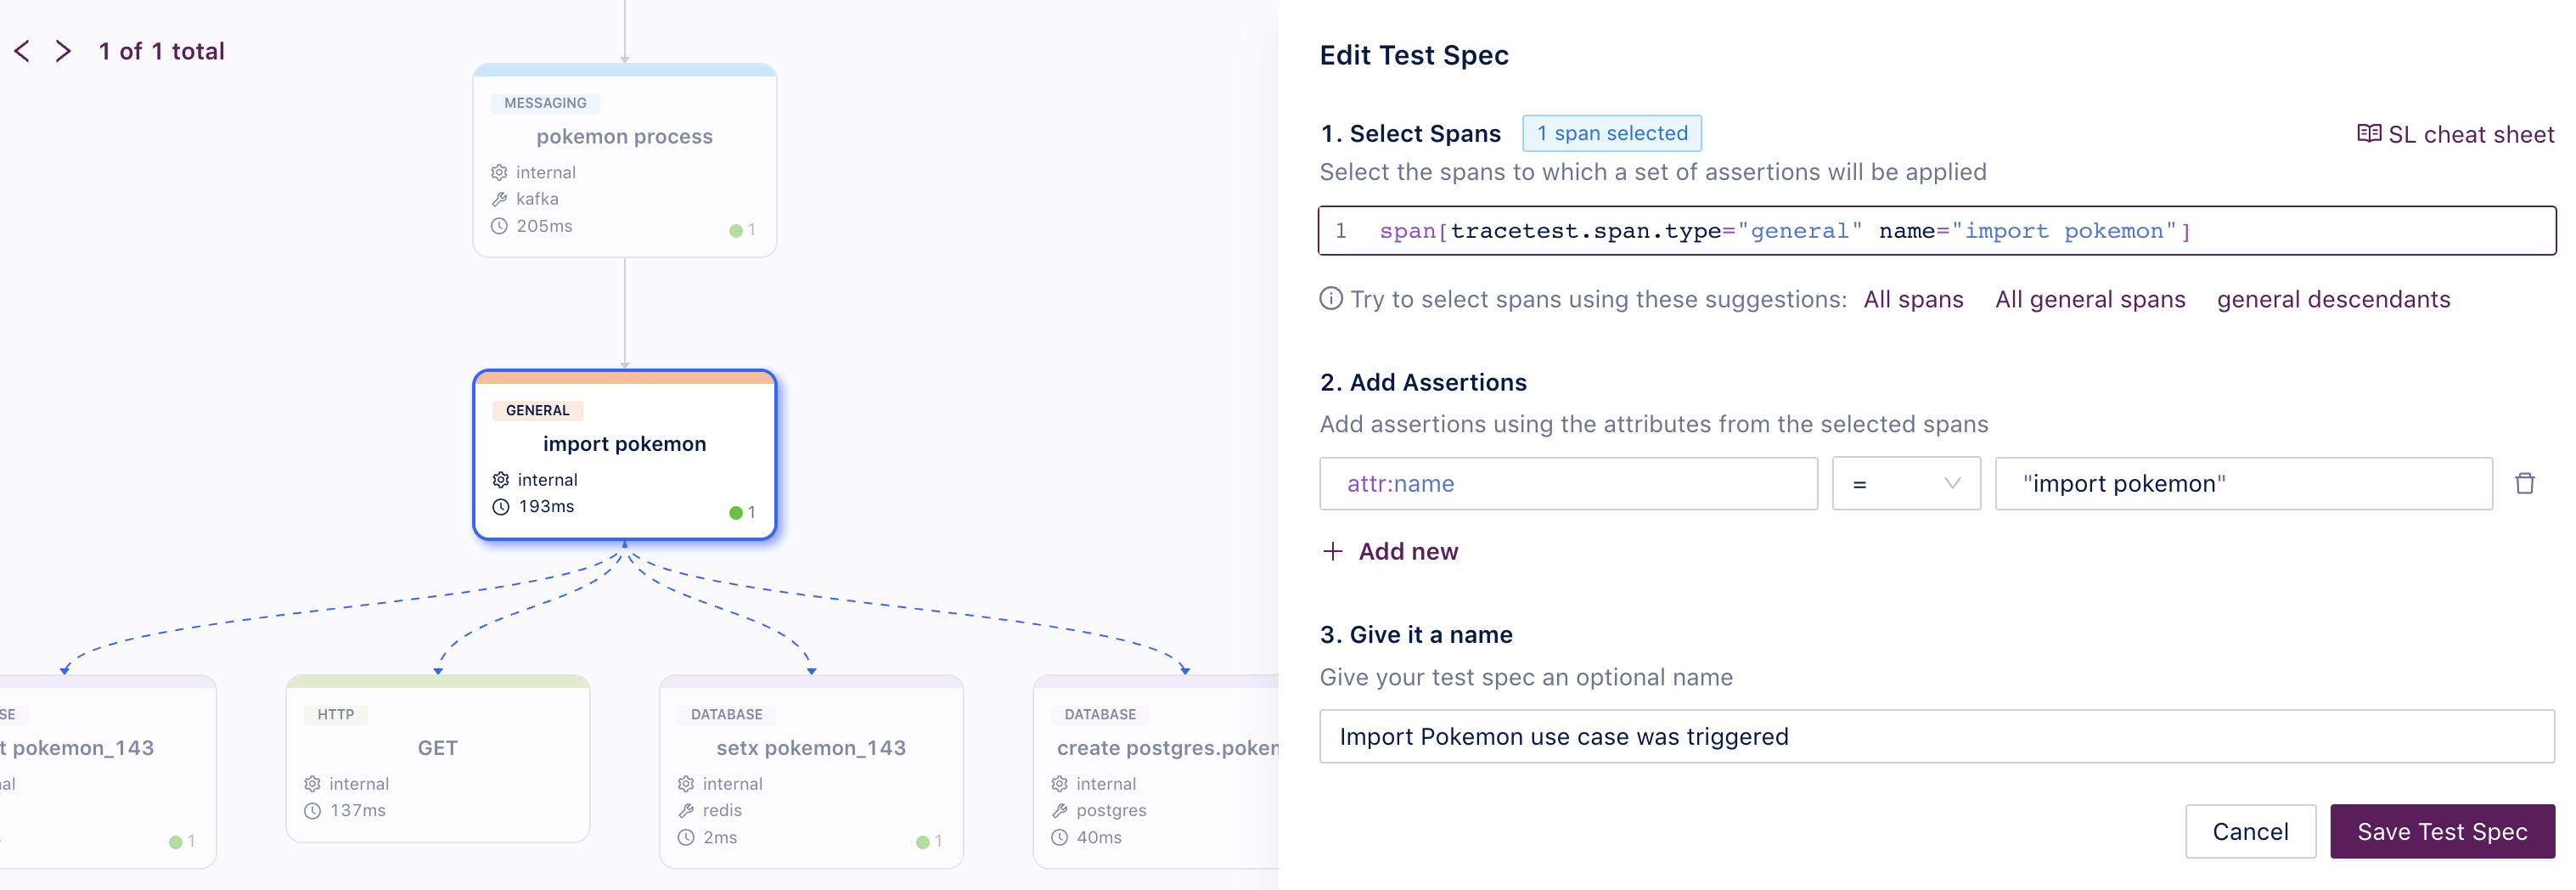 1 of 1 total
MESSAGING
pokemon process
internal
kafka
205ms
1
GENERAL
import pokemon
internal
193ms
1
SE
t pokemon_143
al
1
HTTP
GET
internal
137ms
DATABASE
setx pokemon_143
internal
redis
2ms
1
DATABASE
create postgres.poken
internal
postgres
40ms
Edit Test Spec
1. Select Spans 1 span selected SL cheat sheet
Select the spans to which a set of assertions will be applied
1 span[tracetest.span.type="general" name="import pokemon"]
Try to select spans using these suggestions: All spans All general spans general descendants
2. Add Assertions
Add assertions using the attributes from the selected spans
attr:name = "import pokemon"
+ Add new
3. Give it a name
Give your test spec an optional name
Import Pokemon use case was triggered
Cancel Save Test Spec